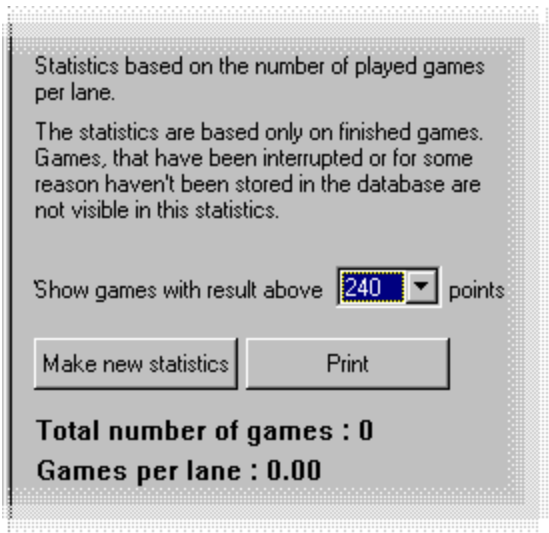 Statistics based on the number of played games
per lane.
The statistics are based only on finished games.
Games, that have been interrupted or for some
reason haven't been stored in the database are
not visible in this statistics.
Show games with result above 240 points
Make new statistics Print
Total number of games : 0
Games per lane : 0.00